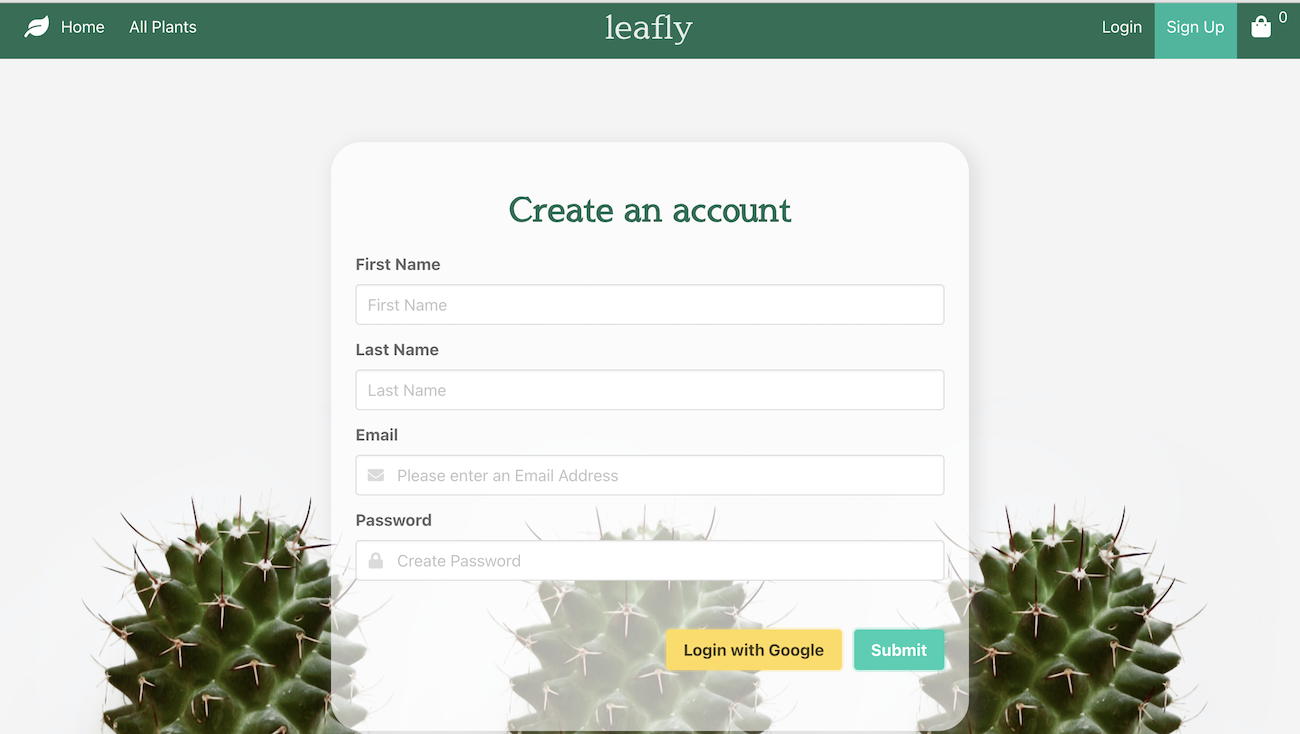 Home All Plants leafly Login Sign Up 0
Create an account
First Name
First Name
Last Name
Last Name
Email
Please enter an Email Address
Password
Create Password
Login with Google Submit